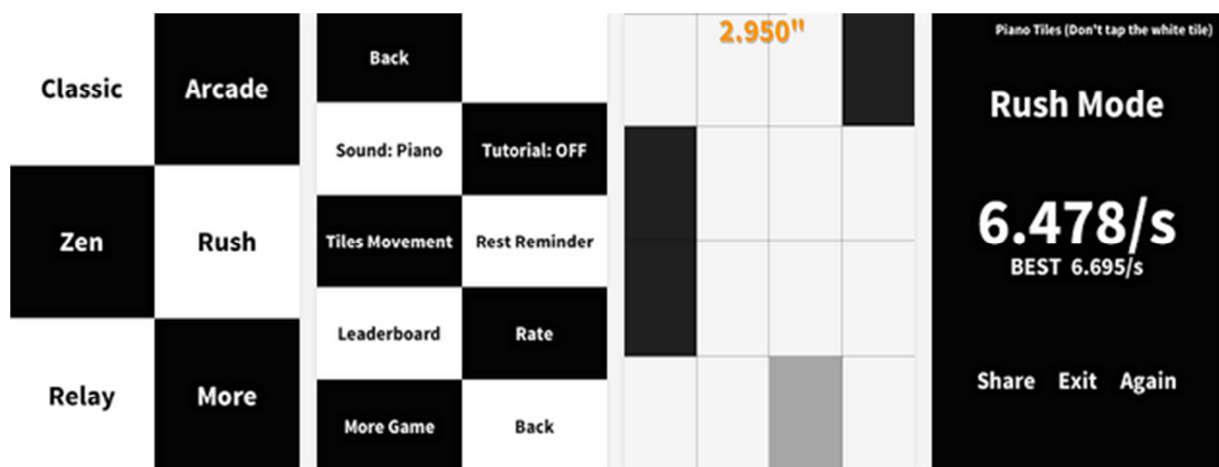 Classic
Arcade
Zen
Rush
Relay
More
Back
Sound: Piano
Tutorial: OFF
Tiles Movement
Rest Reminder
Leaderboard
Rate
More Game
Back
2.950"
Piano Tiles (Don't tap the white tile)
Rush Mode
6.478/s
BEST 6.695/s
Share Exit Again